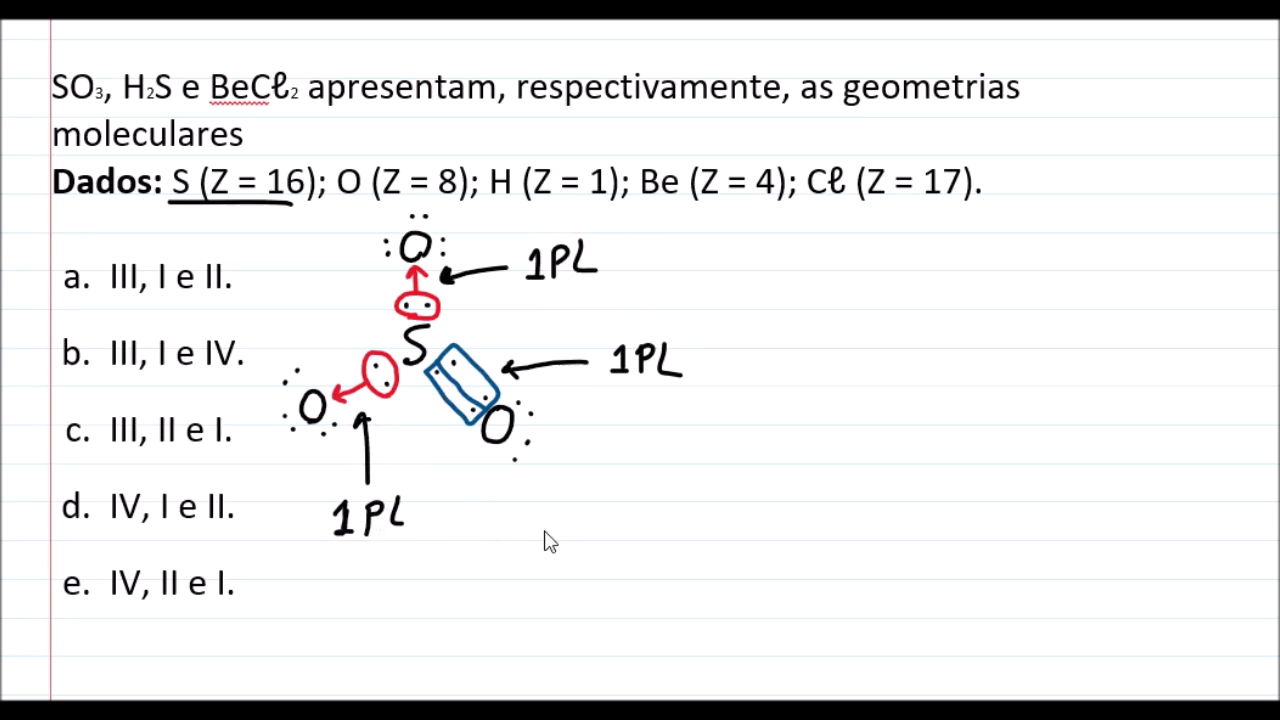 SO₃, H₂S e BeCℓ₂ apresentam, respectivamente, as geometrias
moleculares
Dados: S (Z = 16); O (Z = 8); H (Z = 1); Be (Z = 4); Cℓ (Z = 17).
a. III, I e II.
b. III, I e IV.
c. III, II e I.
d. IV, I e II.
e. IV, II e I.
O
1PL
S
1PL
O
O
1PL